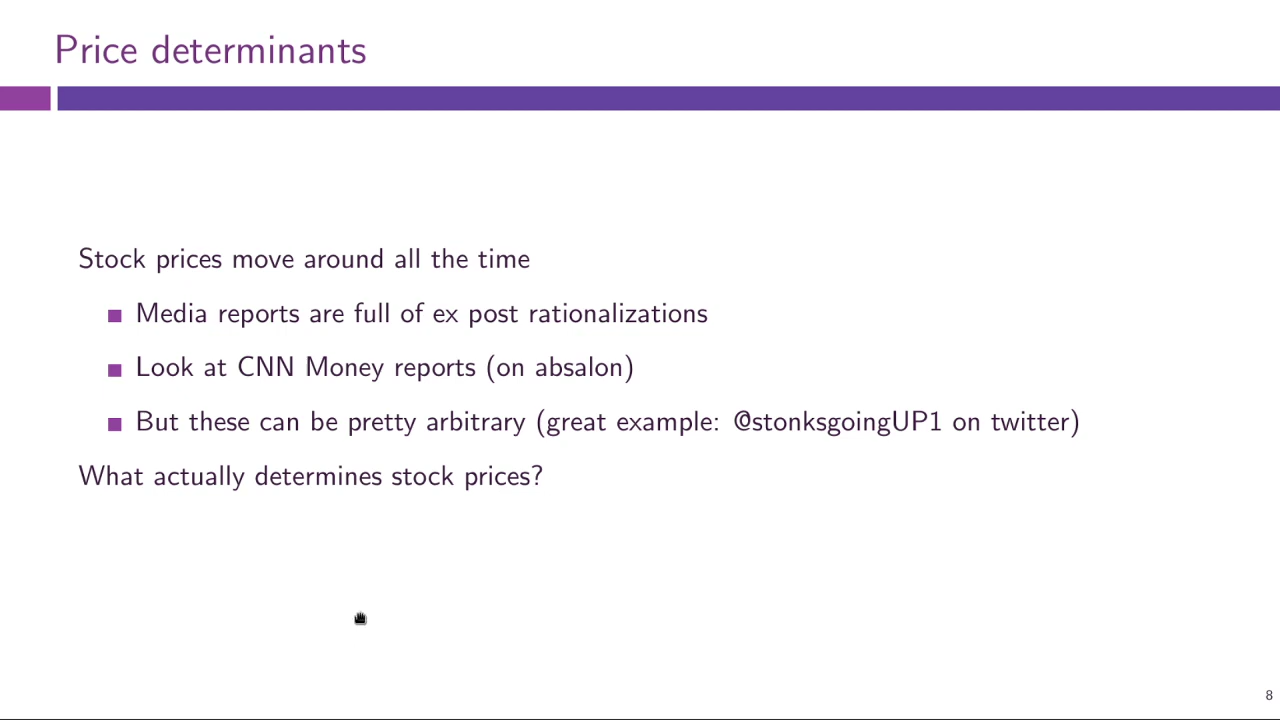 Price determinants
Stock prices move around all the time
Media reports are full of ex post rationalizations
Look at CNN Money reports (on absalon)
But these can be pretty arbitrary (great example: @stonksgoingUP1 on twitter)
What actually determines stock prices?
8